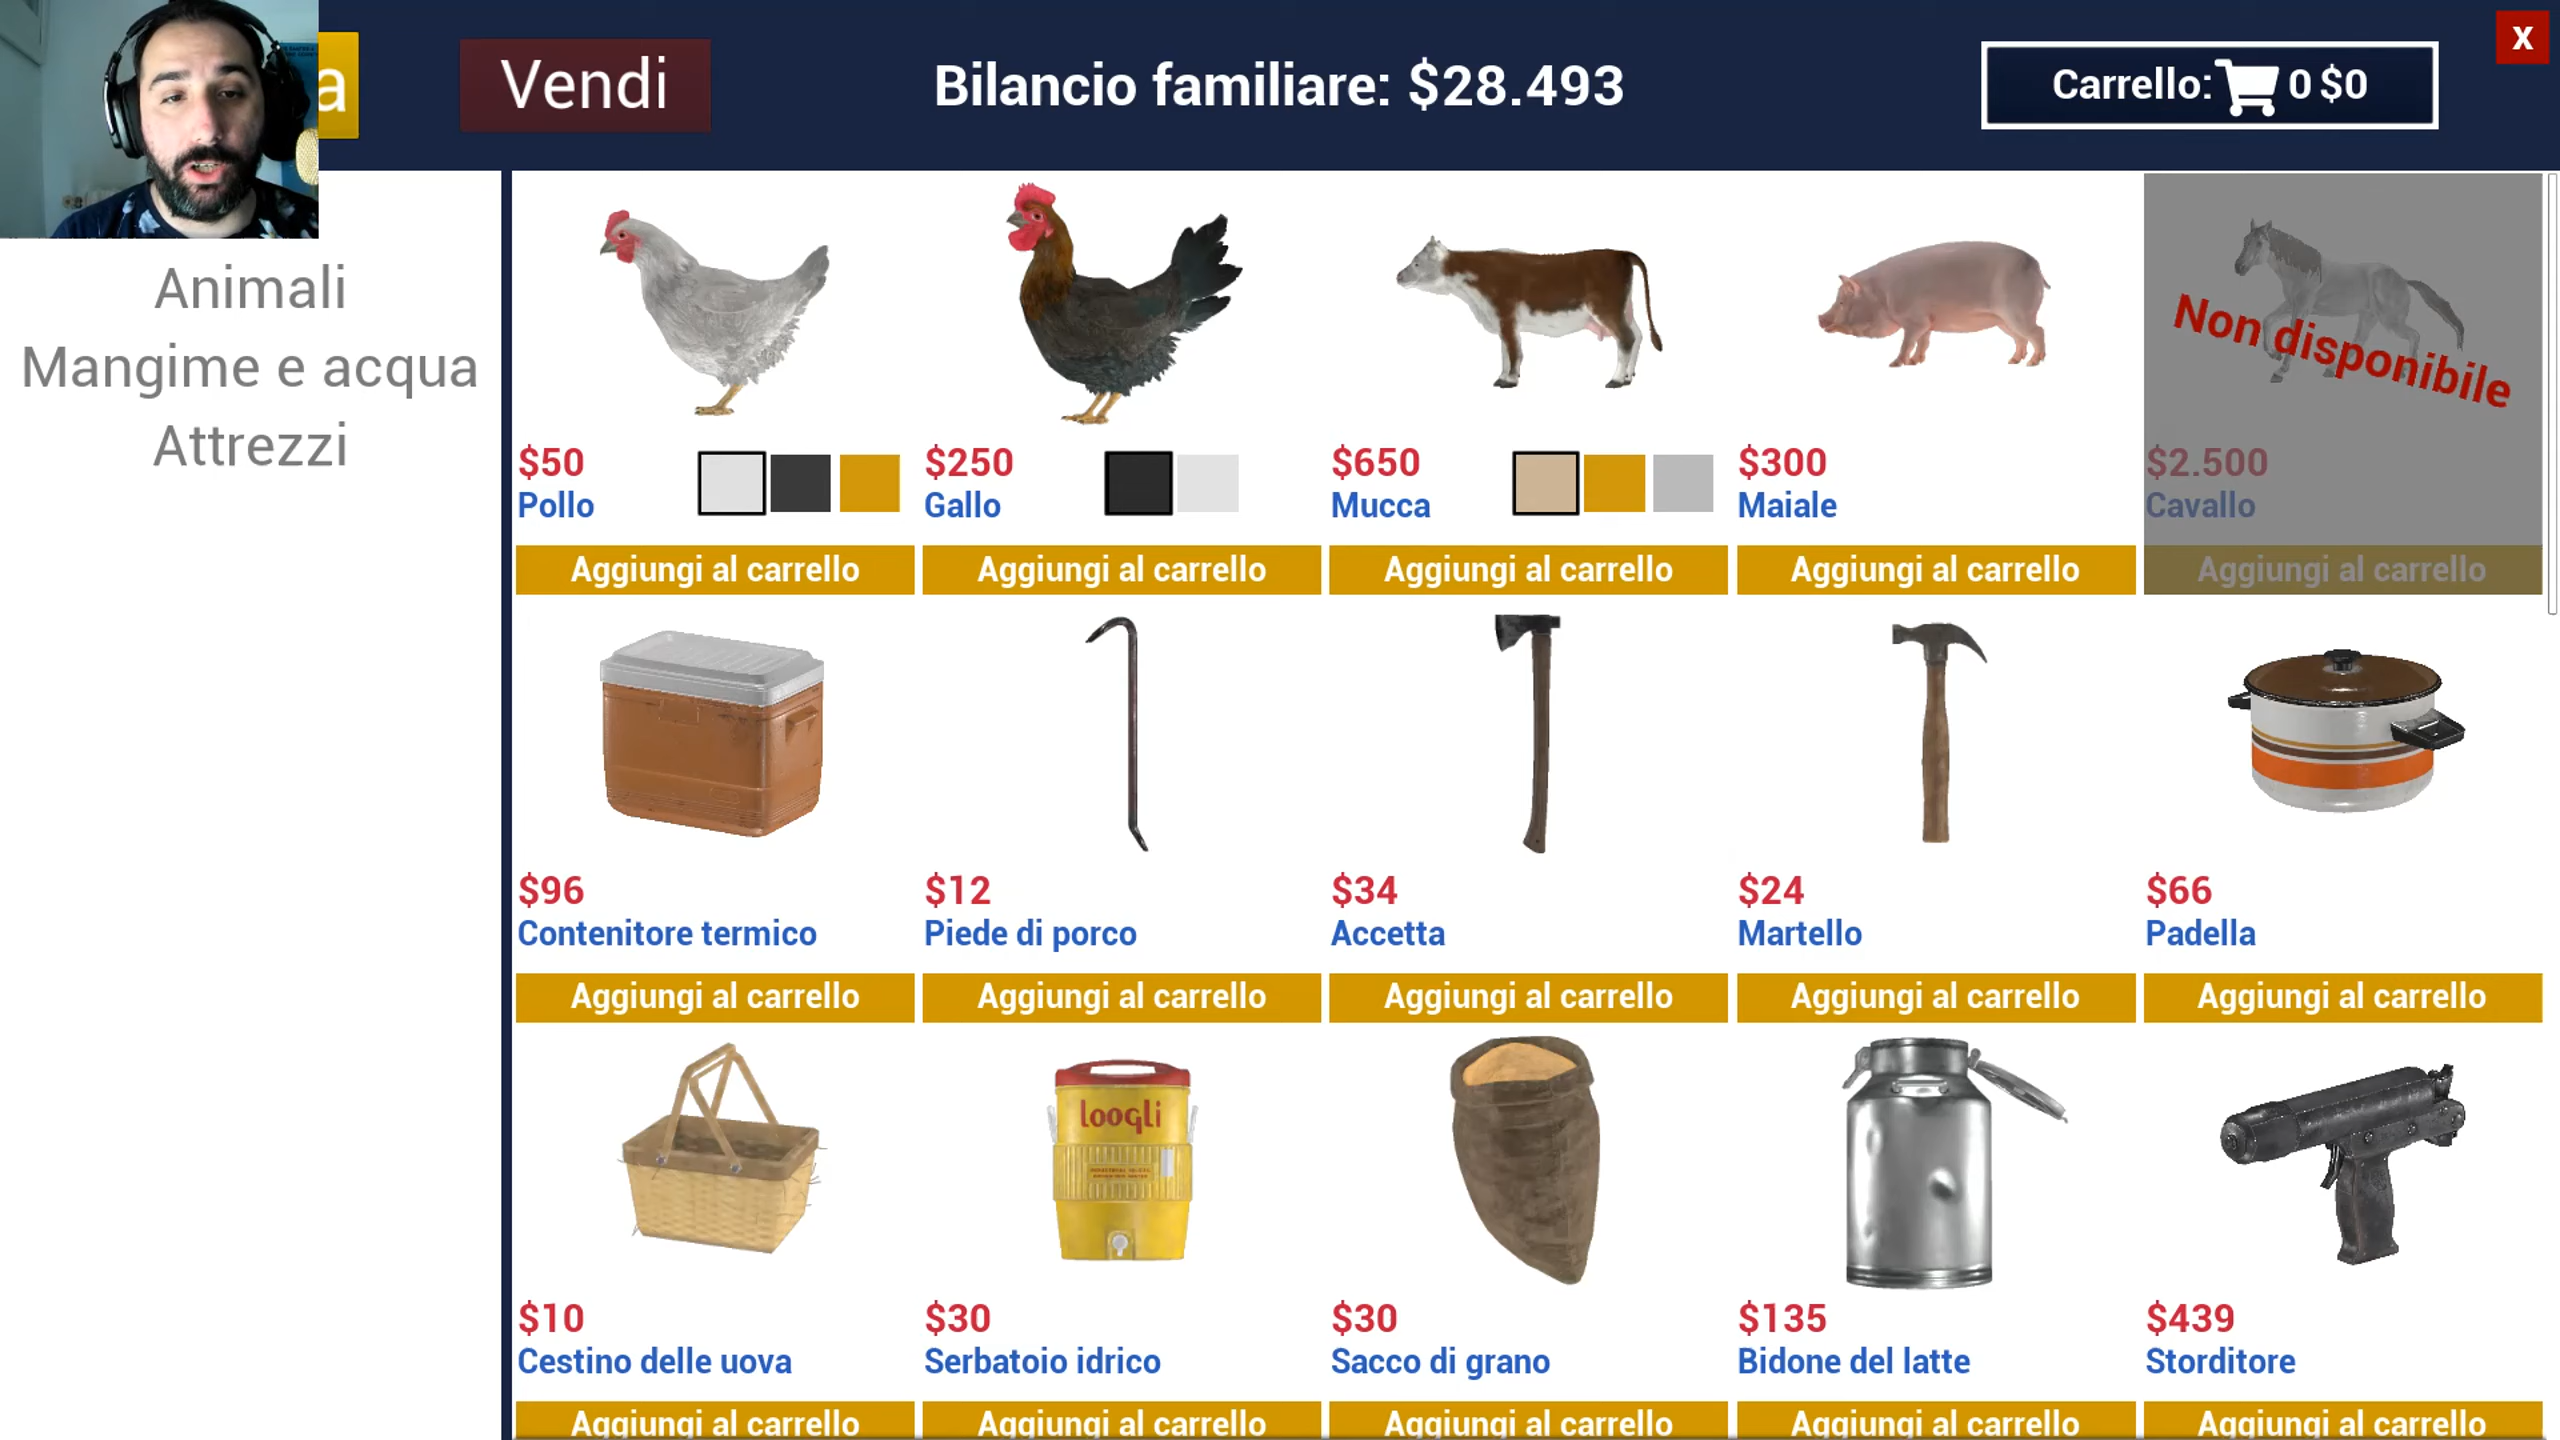 a
Vendi
Bilancio familiare: $28.493
Carrello: 0 $0
X
Animali
Mangime e acqua
Attrezzi
$50
Pollo
Aggiungi al carrello
$250
Gallo
Aggiungi al carrello
$650
Mucca
Aggiungi al carrello
$300
Maiale
Aggiungi al carrello
Non disponibile
$2.500
Cavallo
Aggiungi al carrello
$96
Contenitore termico
Aggiungi al carrello
$12
Piede di porco
Aggiungi al carrello
$34
Accetta
Aggiungi al carrello
$24
Martello
Aggiungi al carrello
$66
Padella
Aggiungi al carrello
$10
Cestino delle uova
Aggiungi al carrello
loogli
$30
Serbatoio idrico
Aggiungi al carrello
$30
Sacco di grano
Aggiungi al carrello
$135
Bidone del latte
Aggiungi al carrello
$439
Storditore
Aggiungi al carrello